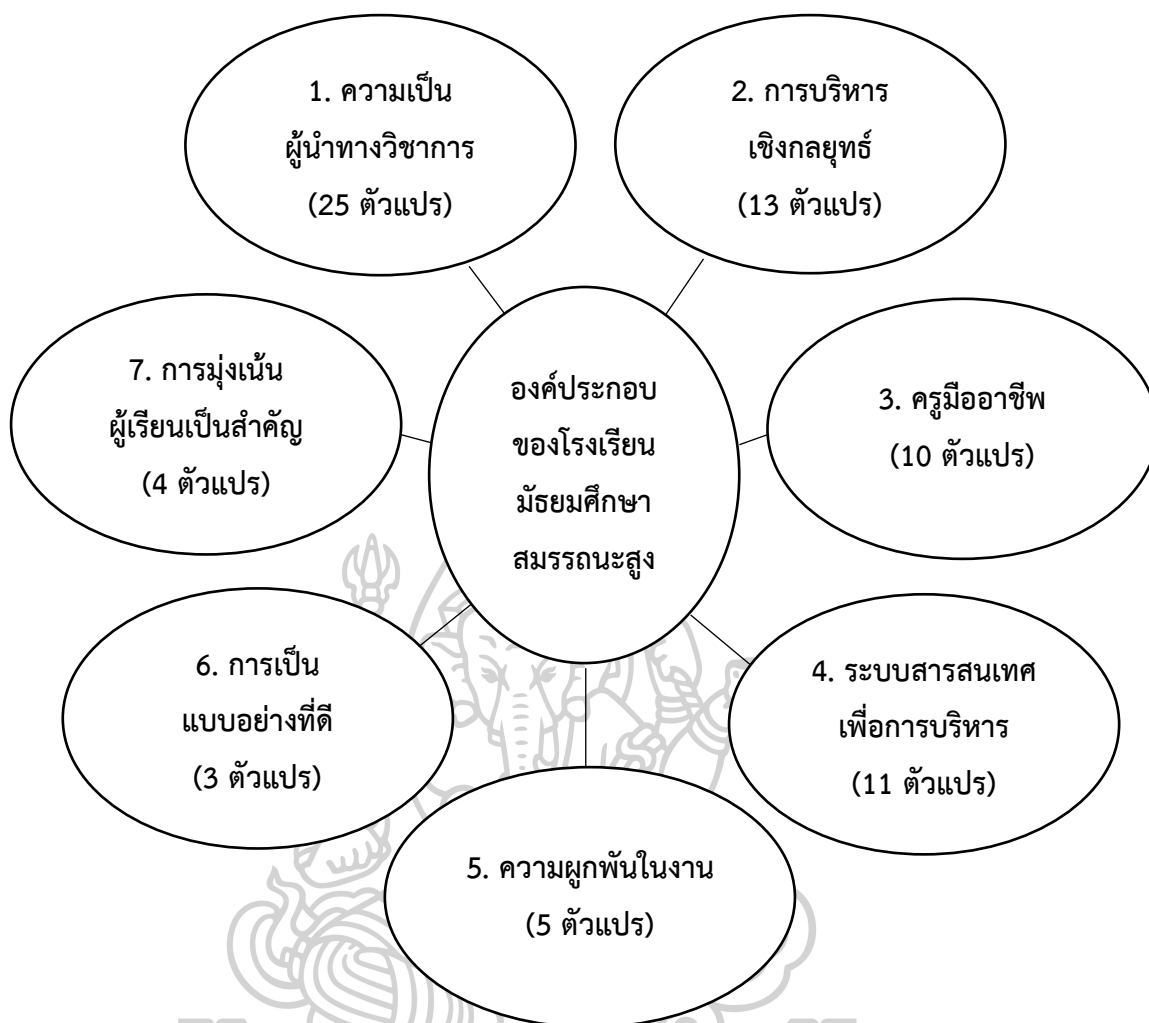 1. ความเป็น
ผู้นำทางวิชาการ
(25 ตัวแปร)
2. การบริหาร
เชิงกลยุทธ์
(13 ตัวแปร)
3. ครูมืออาชีพ
(10 ตัวแปร)
4. ระบบสารสนเทศ
เพื่อการบริหาร
(11 ตัวแปร)
5. ความผูกพันในงาน
(5 ตัวแปร)
6. การเป็น
แบบอย่างที่ดี
(3 ตัวแปร)
7. การมุ่งเน้น
ผู้เรียนเป็นสำคัญ
(4 ตัวแปร)
องค์ประกอบ
ของโรงเรียน
มัธยมศึกษา
สมรรถนะสูง